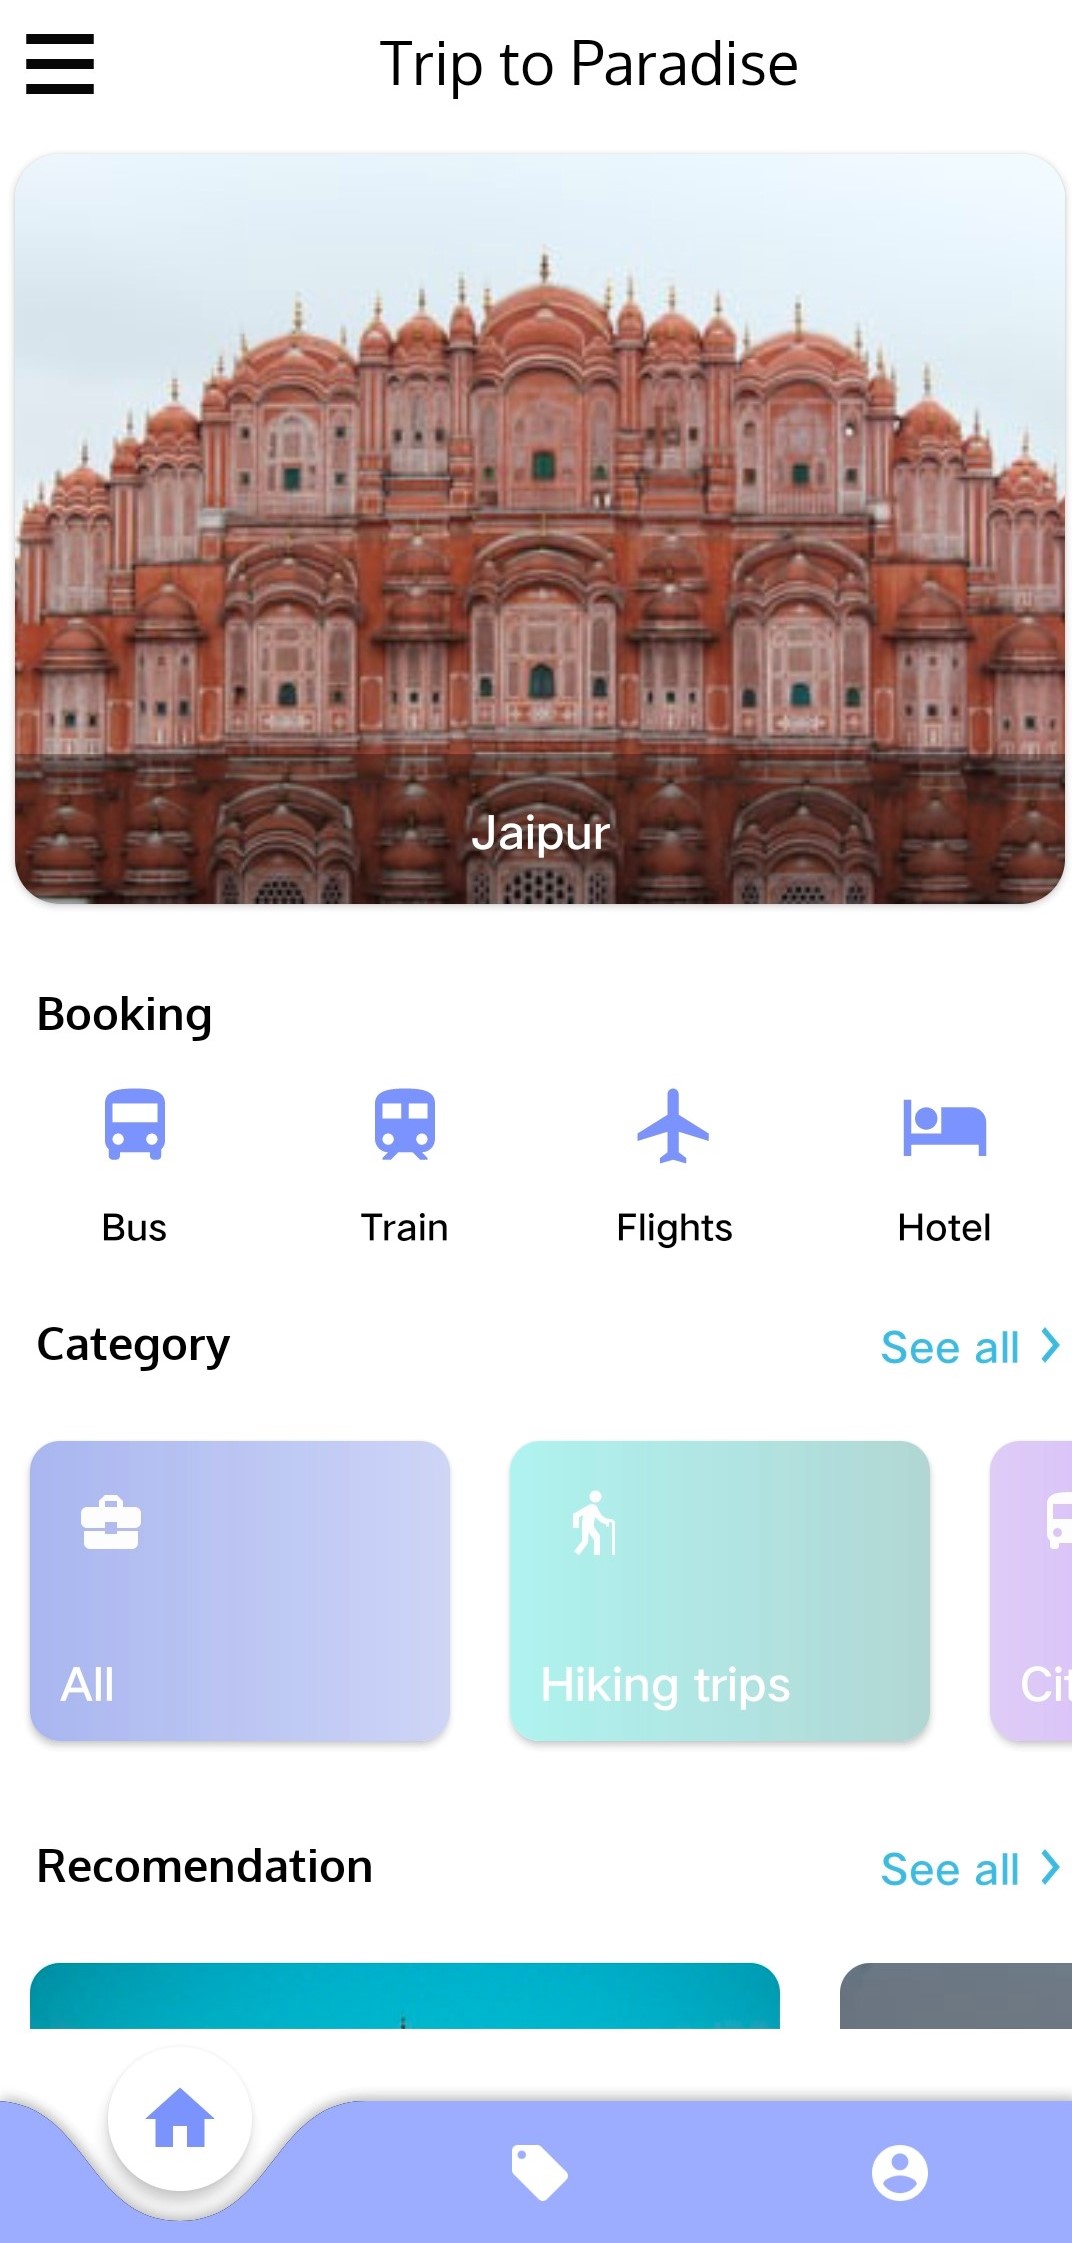 Trip to Paradise
Jaipur
Booking
Bus
Train
Flights
Hotel
Category
See all
All
Hiking trips
Cit
Recomendation
See all